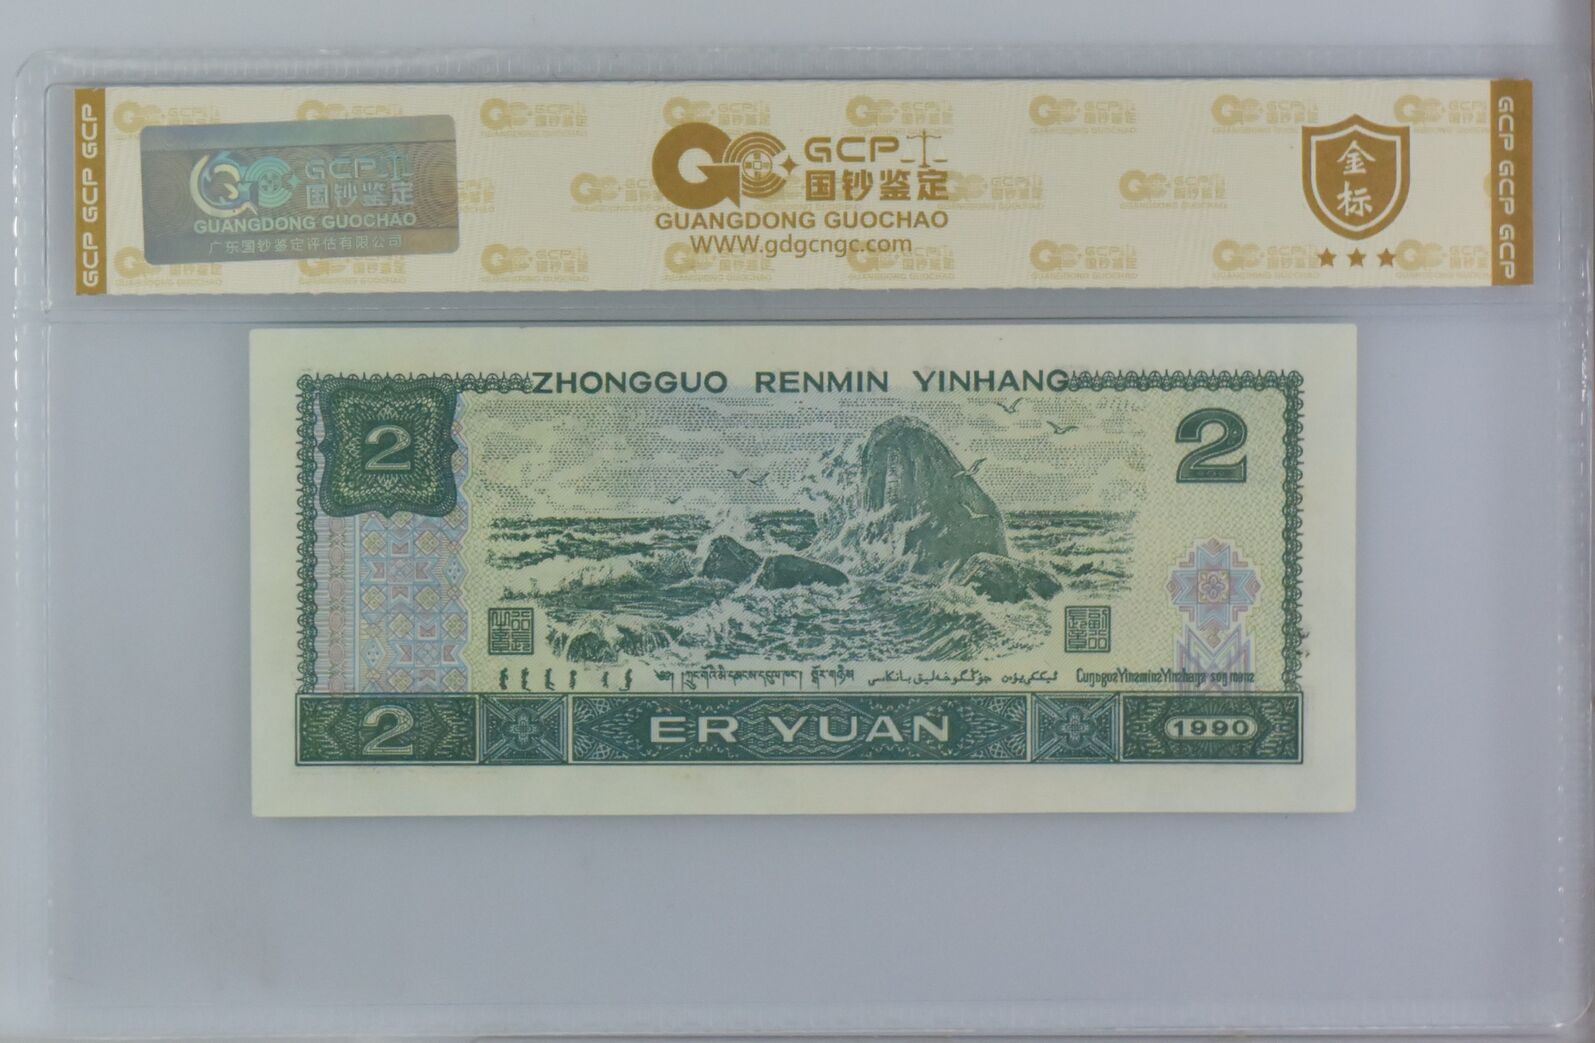 GCP GCP GCP
GCP
国钞鉴定
GUANGDONG GUOCHAO
广东国钞鉴定评估有限公司
GCP
国钞鉴定
GUANGDONG GUOCHAO
WWW.gdgcngc.com
金标
GCP GCP GCP
ZHONGGUO RENMIN YINHANG
2
2
2
ER YUAN
1990